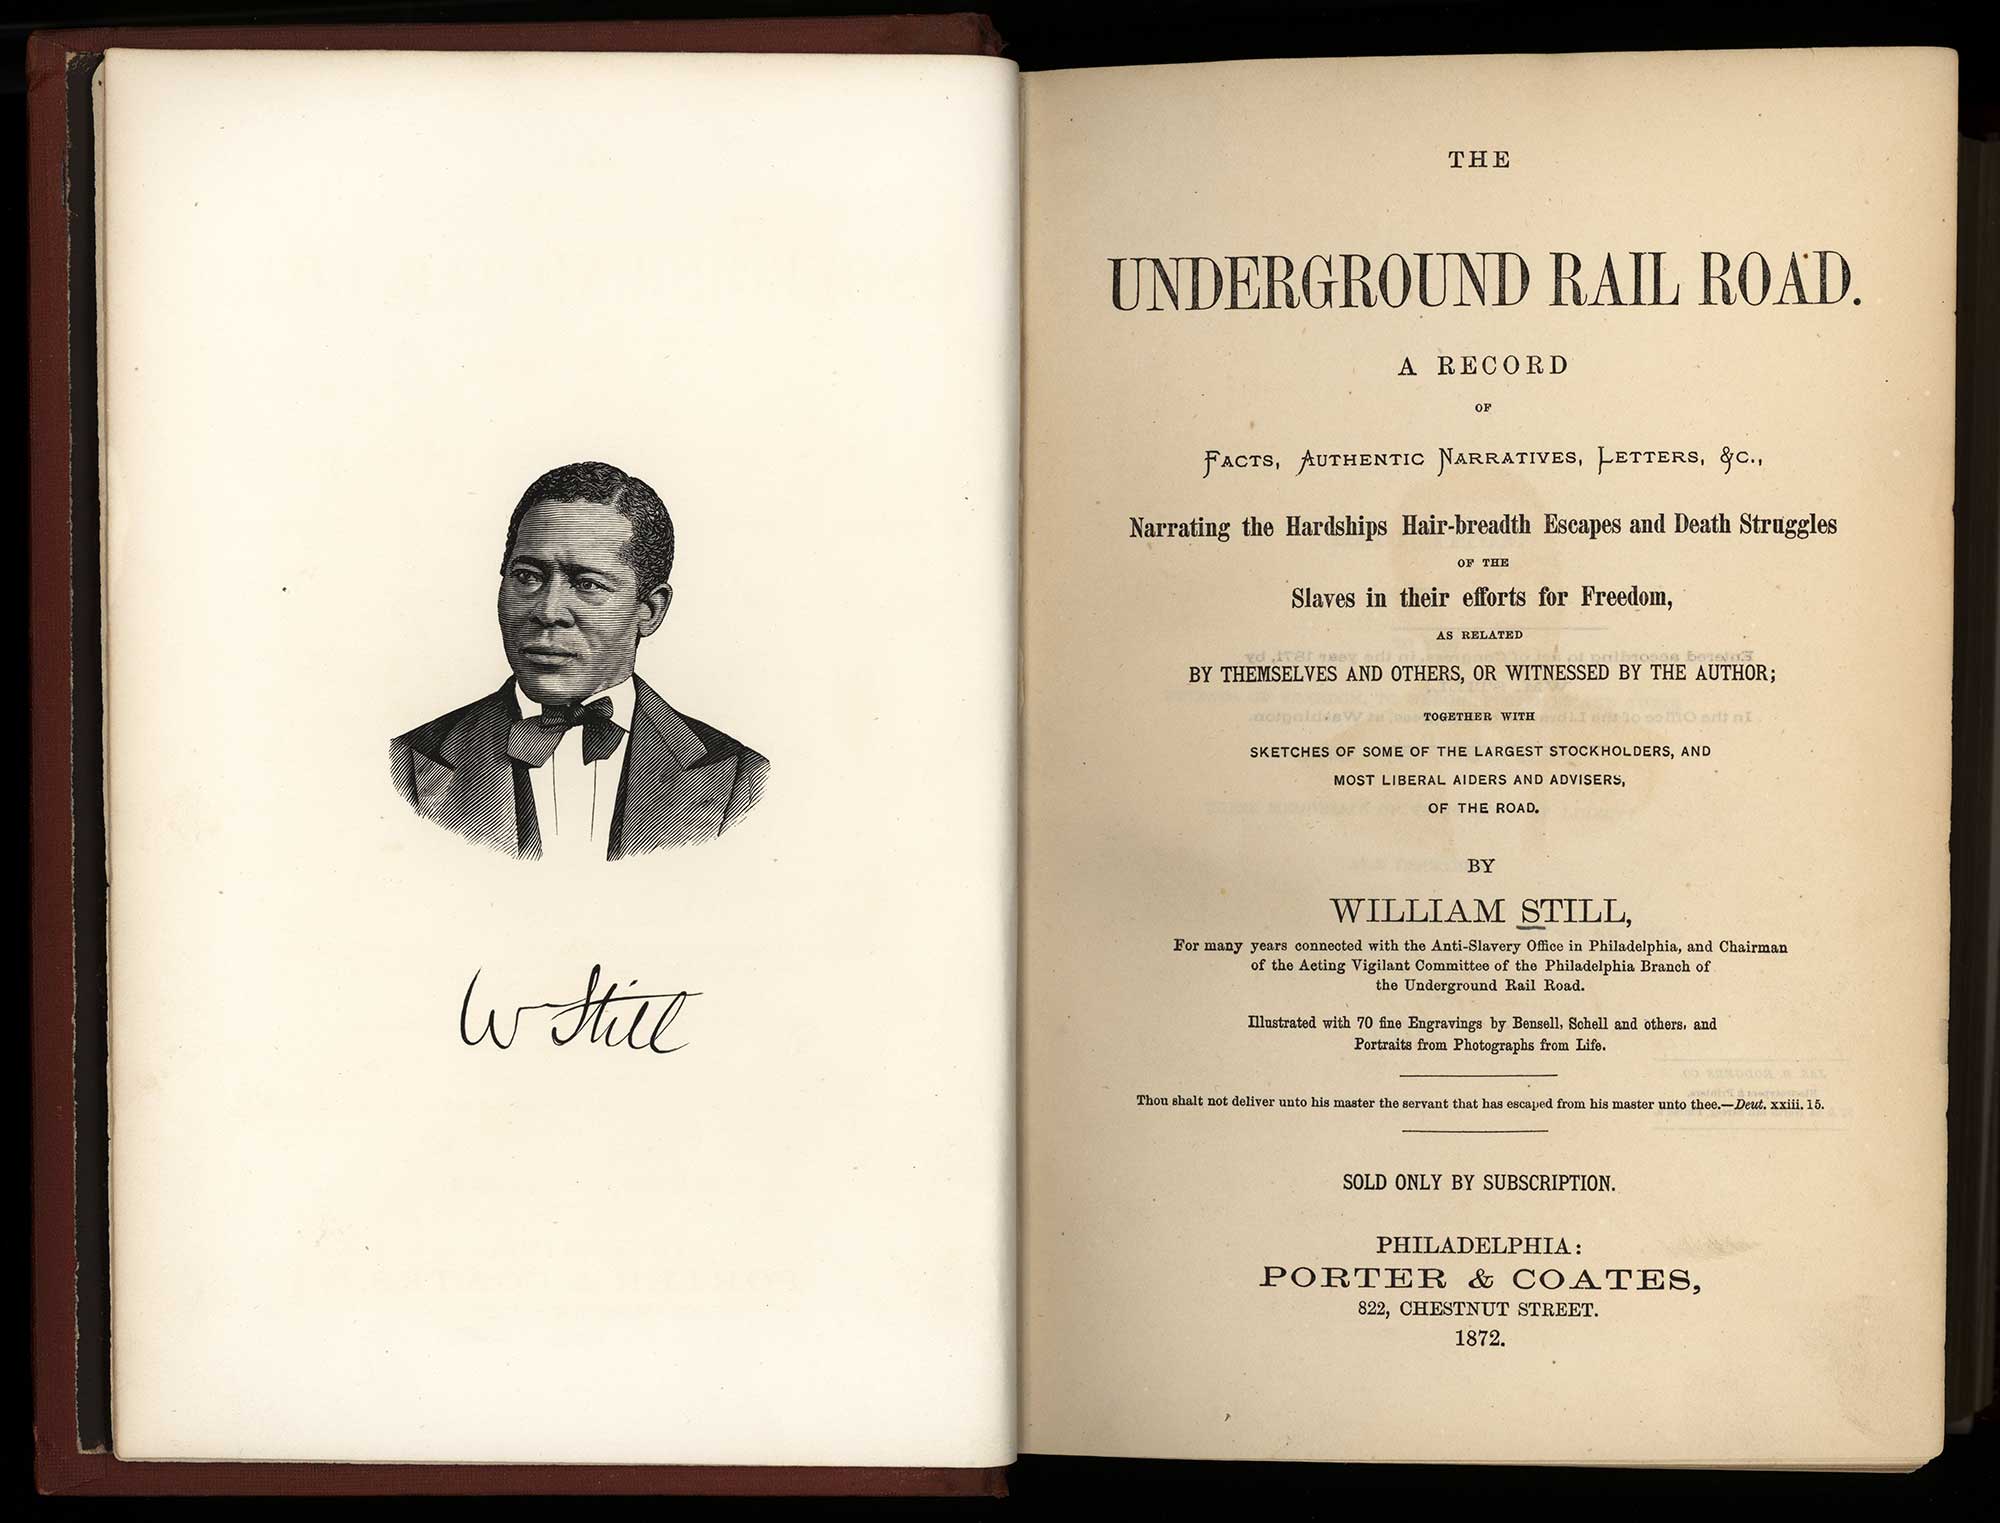 W Still
THE
UNDERGROUND RAIL ROAD.
A RECORD
OF
FACTS, AUTHENTIC NARRATIVES, LETTERS, &C.,
Narrating the Hardships Hair-breadth Escapes and Death Struggles
OF THE
Slaves in their efforts for Freedom,
AS RELATED
BY THEMSELVES AND OTHERS, OR WITNESSED BY THE AUTHOR;
TOGETHER WITH
SKETCHES OF SOME OF THE LARGEST STOCKHOLDERS, AND
MOST LIBERAL AIDERS AND ADVISERS,
OF THE ROAD.
BY
WILLIAM STILL,
For many years connected with the Anti-Slavery Office in Philadelphia, and Chairman
of the Acting Vigilant Committee of the Philadelphia Branch of
the Underground Rail Road.
Illustrated with 70 fine Engravings by Bensell, Schell and others, and
Portraits from Photographs from Life.
Thou shalt not deliver unto his master the servant that has escaped from his master unto thee.—Deut. xxiii. 15.
SOLD ONLY BY SUBSCRIPTION.
PHILADELPHIA:
PORTER & COATES,
822, CHESTNUT STREET.
1872.